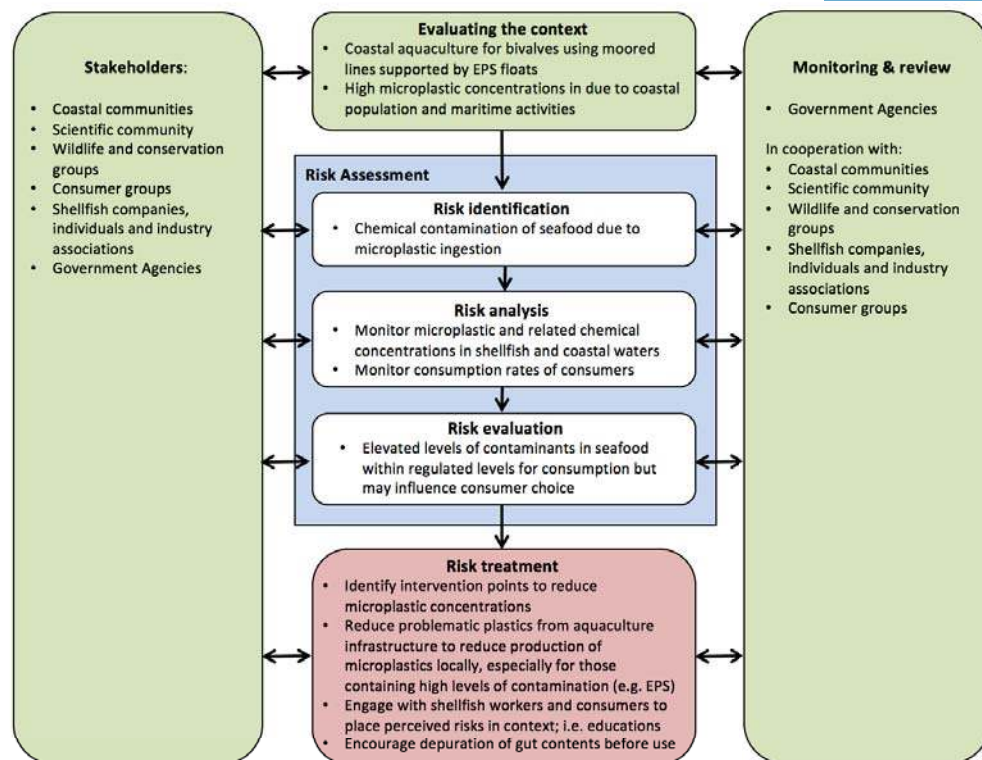 Stakeholders:
• Coastal communities
• Scientific community
• Wildlife and conservation
groups
• Consumer groups
• Shellfish companies,
individuals and industry
associations
• Government Agencies
Evaluating the context
• Coastal aquaculture for bivalves using moored
lines supported by EPS floats
• High microplastic concentrations in due to coastal
population and maritime activities
Risk Assessment
Risk identification
• Chemical contamination of seafood due to
microplastic ingestion
Risk analysis
• Monitor microplastic and related chemical
concentrations in shellfish and coastal waters
• Monitor consumption rates of consumers
Risk evaluation
• Elevated levels of contaminants in seafood
within regulated levels for consumption but
may influence consumer choice
Risk treatment
• Identify intervention points to reduce
microplastic concentrations
• Reduce problematic plastics from aquaculture
infrastructure to reduce production of
microplastics locally, especially for those
containing high levels of contamination (e.g. EPS)
• Engage with shellfish workers and consumers to
place perceived risks in context; i.e. educations
• Encourage depuration of gut contents before use
Monitoring & review
• Government Agencies
In cooperation with:
• Coastal communities
• Scientific community
• Wildlife and conservation
groups
• Shellfish companies,
individuals and industry
associations
• Consumer groups